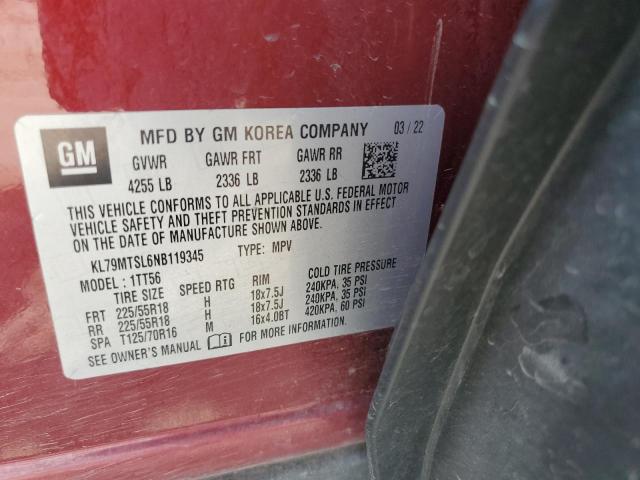 GM
MFD BY GM KOREA COMPANY 03/22
GVWR GAWR FRT GAWR RR
4255 LB 2336 LB 2336 LB
THIS VEHICLE CONFORMS TO ALL APPLICABLE U.S. FEDERAL MOTOR
VEHICLE SAFETY AND THEFT PREVENTION STANDARDS IN EFFECT
ON THE DATE OF MANUFACTURE SHOWN ABOVE.
KL79MTSL6NB119345 TYPE: MPV
MODEL: 1TT56
TIRE SIZE SPEED RTG RIM COLD TIRE PRESSURE
FRT 225/55R18 H 18x7.5J 240KPA, 35 PSI
RR 225/55R18 H 18x7.5J 240KPA, 35 PSI
SPA T125/70R16 M 16x4.0BT 420KPA, 60 PSI
SEE OWNER'S MANUAL FOR MORE INFORMATION.